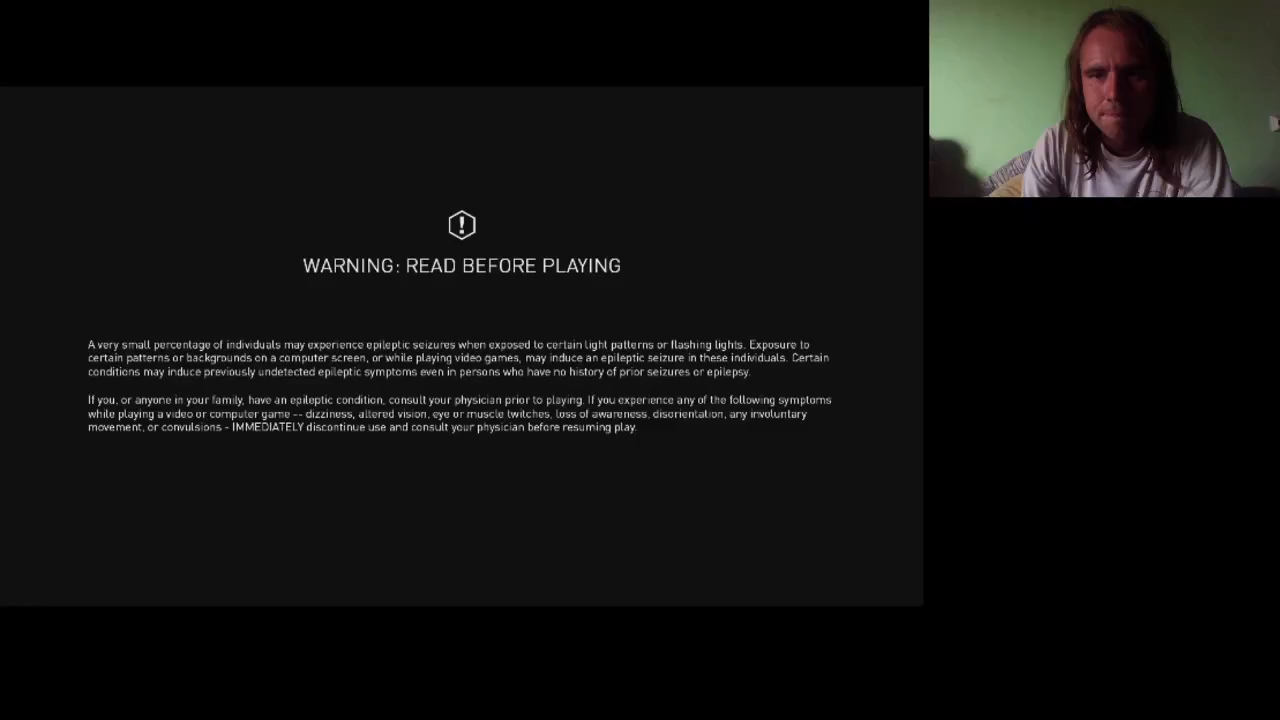 WARNING: READ BEFORE PLAYING
A very small percentage of individuals may experience epileptic seizures when exposed to certain light patterns or flashing lights. Exposure to
certain patterns or backgrounds on a computer screen, or while playing video games, may induce an epileptic seizure in these individuals. Certain
conditions may induce previously undetected epileptic symptoms even in persons who have no history of prior seizures or epilepsy.
If you, or anyone in your family, have an epileptic condition, consult your physician prior to playing. If you experience any of the following symptoms
while playing a video or computer game -- dizziness, altered vision, eye or muscle twitches, loss of awareness, disorientation, any involuntary
movement, or convulsions - IMMEDIATELY discontinue use and consult your physician before resuming play.